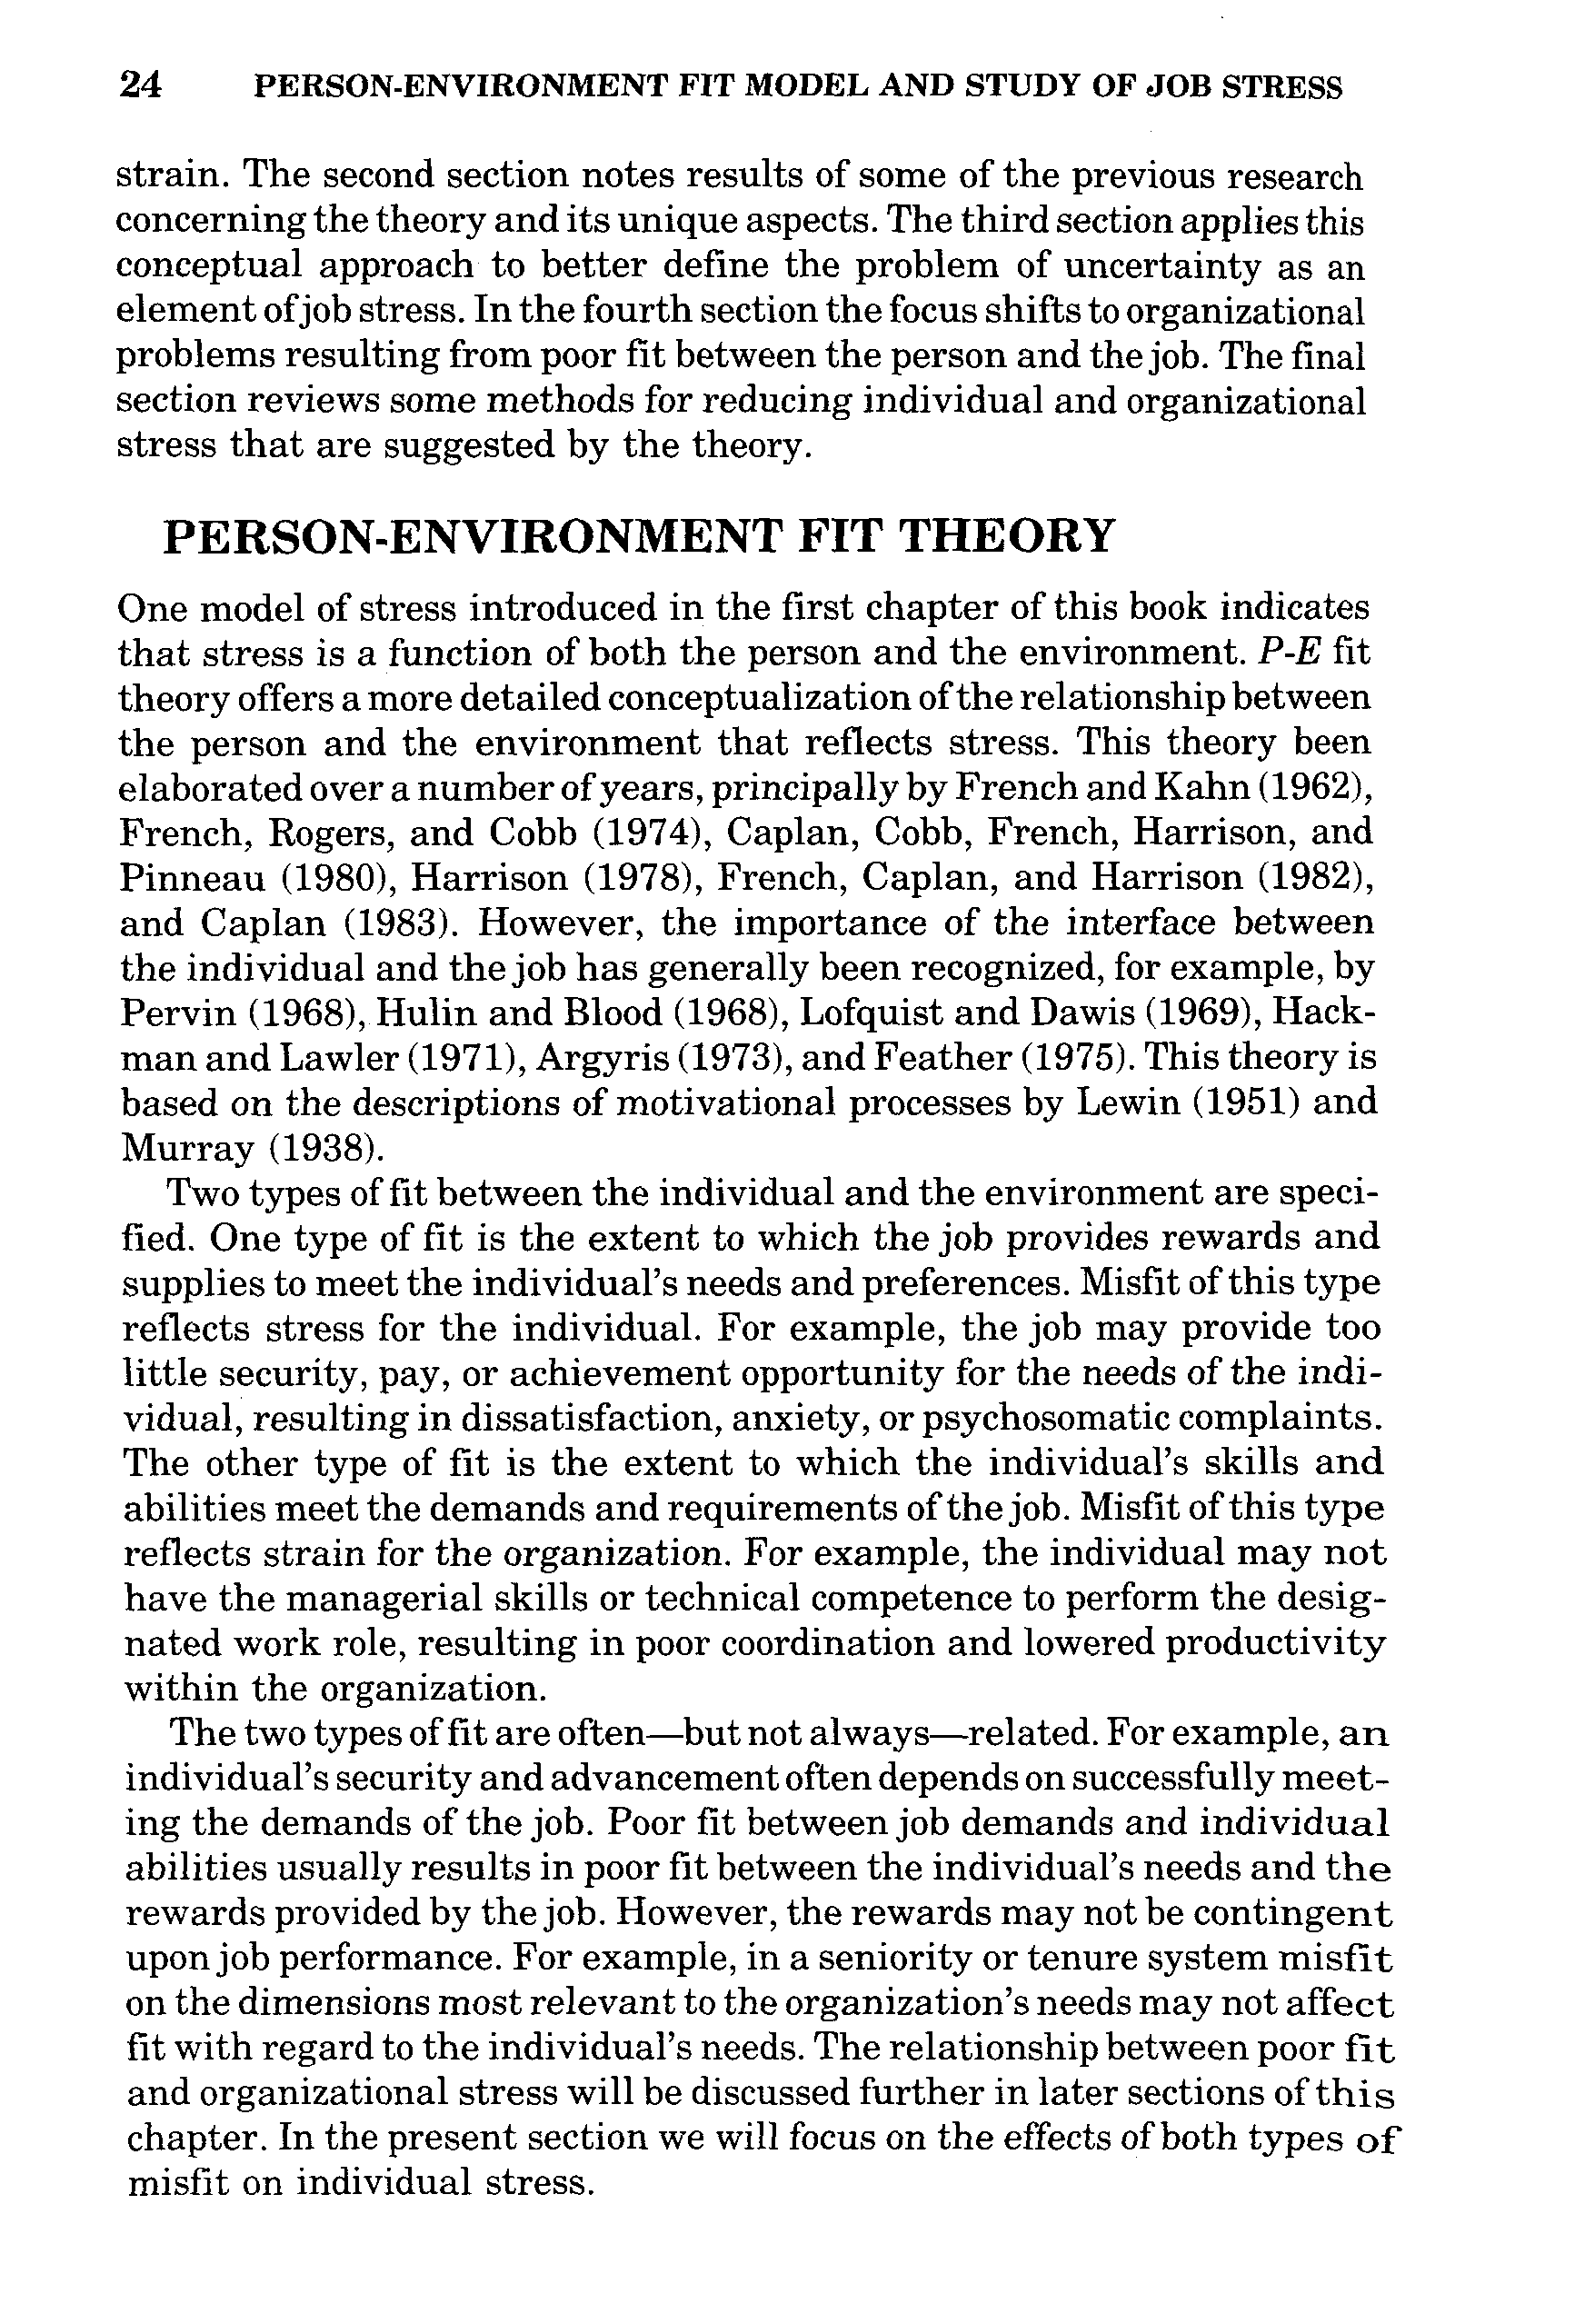 24 PERSON-ENVIRONMENT FIT MODEL AND STUDY OF JOB STRESS
strain. The second section notes results of some of the previous research
concerning the theory and its unique aspects. The third section applies this
conceptual approach to better define the problem of uncertainty as an
element of job stress. In the fourth section the focus shifts to organizational
problems resulting from poor fit between the person and the job. The final
section reviews some methods for reducing individual and organizational
stress that are suggested by the theory.
PERSON-ENVIRONMENT FIT THEORY
One model of stress introduced in the first chapter of this book indicates
that stress is a function of both the person and the environment. P-E fit
theory offers a more detailed conceptualization of the relationship between
the person and the environment that reflects stress. This theory been
elaborated over a number of years, principally by French and Kahn (1962),
French, Rogers, and Cobb (1974), Caplan, Cobb, French, Harrison, and
Pinneau (1980), Harrison (1978), French, Caplan, and Harrison (1982),
and Caplan (1983). However, the importance of the interface between
the individual and the job has generally been recognized, for example, by
Pervin (1968), Hulin and Blood (1968), Lofquist and Dawis (1969), Hack-
man and Lawler (1971), Argyris (1973), and Feather (1975). This theory is
based on the descriptions of motivational processes by Lewin (1951) and
Murray (1938).
Two types of fit between the individual and the environment are speci-
fied. One type of fit is the extent to which the job provides rewards and
supplies to meet the individual's needs and preferences. Misfit of this type
reflects stress for the individual. For example, the job may provide too
little security, pay, or achievement opportunity for the needs of the indi-
vidual, resulting in dissatisfaction, anxiety, or psychosomatic complaints.
The other type of fit is the extent to which the individual's skills and
abilities meet the demands and requirements of the job. Misfit of this type
reflects strain for the organization. For example, the individual may not
have the managerial skills or technical competence to perform the desig-
nated work role, resulting in poor coordination and lowered productivity
within the organization.
The two types of fit are often—but not always—related. For example, an
individual's security and advancement often depends on successfully meet-
ing the demands of the job. Poor fit between job demands and individual
abilities usually results in poor fit between the individual's needs and the
rewards provided by the job. However, the rewards may not be contingent
upon job performance. For example, in a seniority or tenure system misfit
on the dimensions most relevant to the organization's needs may not affect
fit with regard to the individual's needs. The relationship between poor fit
and organizational stress will be discussed further in later sections of this
chapter. In the present section we will focus on the effects of both types of
misfit on individual stress.